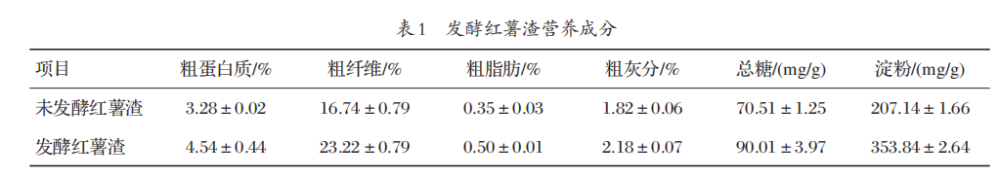 表1 发酵红薯渣营养成分
项目 粗蛋白质/% 粗纤维/% 粗脂肪/% 粗灰分/% 总糖/(mg/g) 淀粉/(mg/g)
未发酵红薯渣 3.28±0.02 16.74±0.79 0.35±0.03 1.82±0.06 70.51±1.25 207.14±1.66
发酵红薯渣 4.54±0.44 23.22±0.79 0.50±0.01 2.18±0.07 90.01±3.97 353.84±2.64